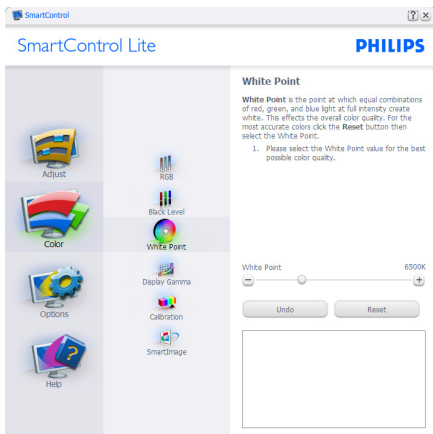 SmartControl
SmartControl Lite
PHILIPS
Adjust
Color
Options
Help
RGB
Black Level
White Point
Display Gamma
Calibration
SmartImage
White Point
White Point is the point at which equal combinations
of red, green, and blue light at full intensity create
white. This effects the overall color quality. For the
most accurate colors click the Reset button then
select the White Point.
1. Please select the White Point value for the best
possible color quality.
White Point 6500K
Undo Reset